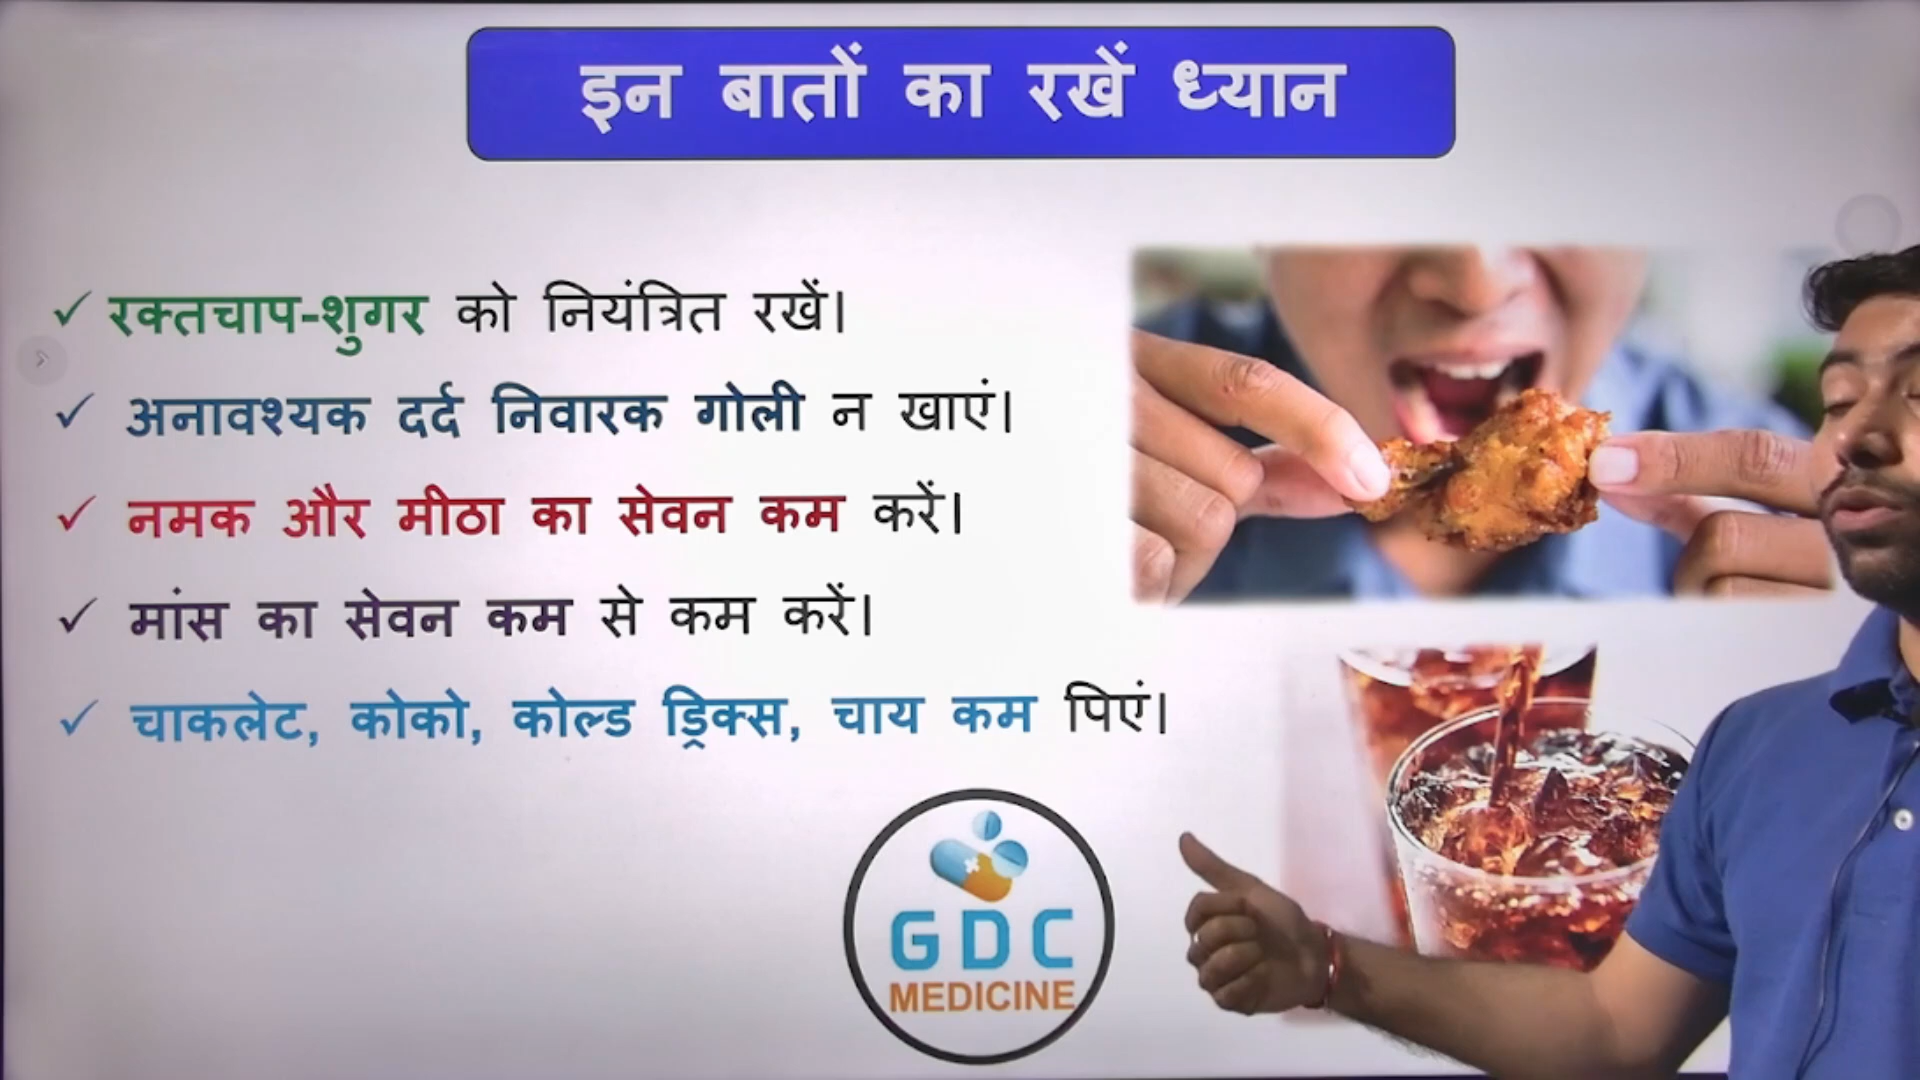 इन बातों का रखें ध्यान
✓ रक्तचाप-शुगर को नियंत्रित रखें।
✓ अनावश्यक दर्द निवारक गोली न खाएं।
✓ नमक और मीठा का सेवन कम करें।
✓ मांस का सेवन कम से कम करें।
✓ चाकलेट, कोको, कोल्ड ड्रिक्स, चाय कम पिएं।
GDC
MEDICINE